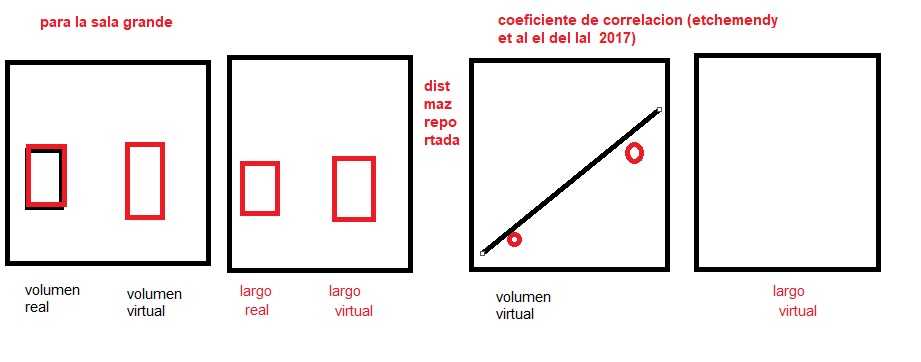 para la sala grande
coeficiente de correlacion (etchemendy
et al el del lal 2017)
dist
maz
repo
rtada
volumen
real
volumen
virtual
largo
real
largo
virtual
volumen
virtual
largo
virtual